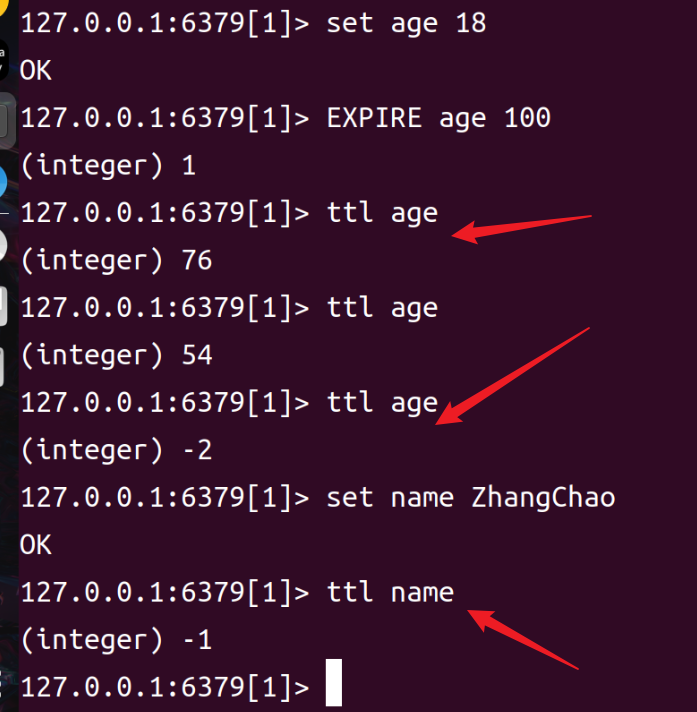 127.0.0.1:6379[1]> set age 18
OK
127.0.0.1:6379[1]> EXPIRE age 100
(integer) 1
127.0.0.1:6379[1]> ttl age
(integer) 76
127.0.0.1:6379[1]> ttl age
(integer) 54
127.0.0.1:6379[1]> ttl age
(integer) -2
127.0.0.1:6379[1]> set name ZhangChao
OK
127.0.0.1:6379[1]> ttl name
(integer) -1
127.0.0.1:6379[1]>